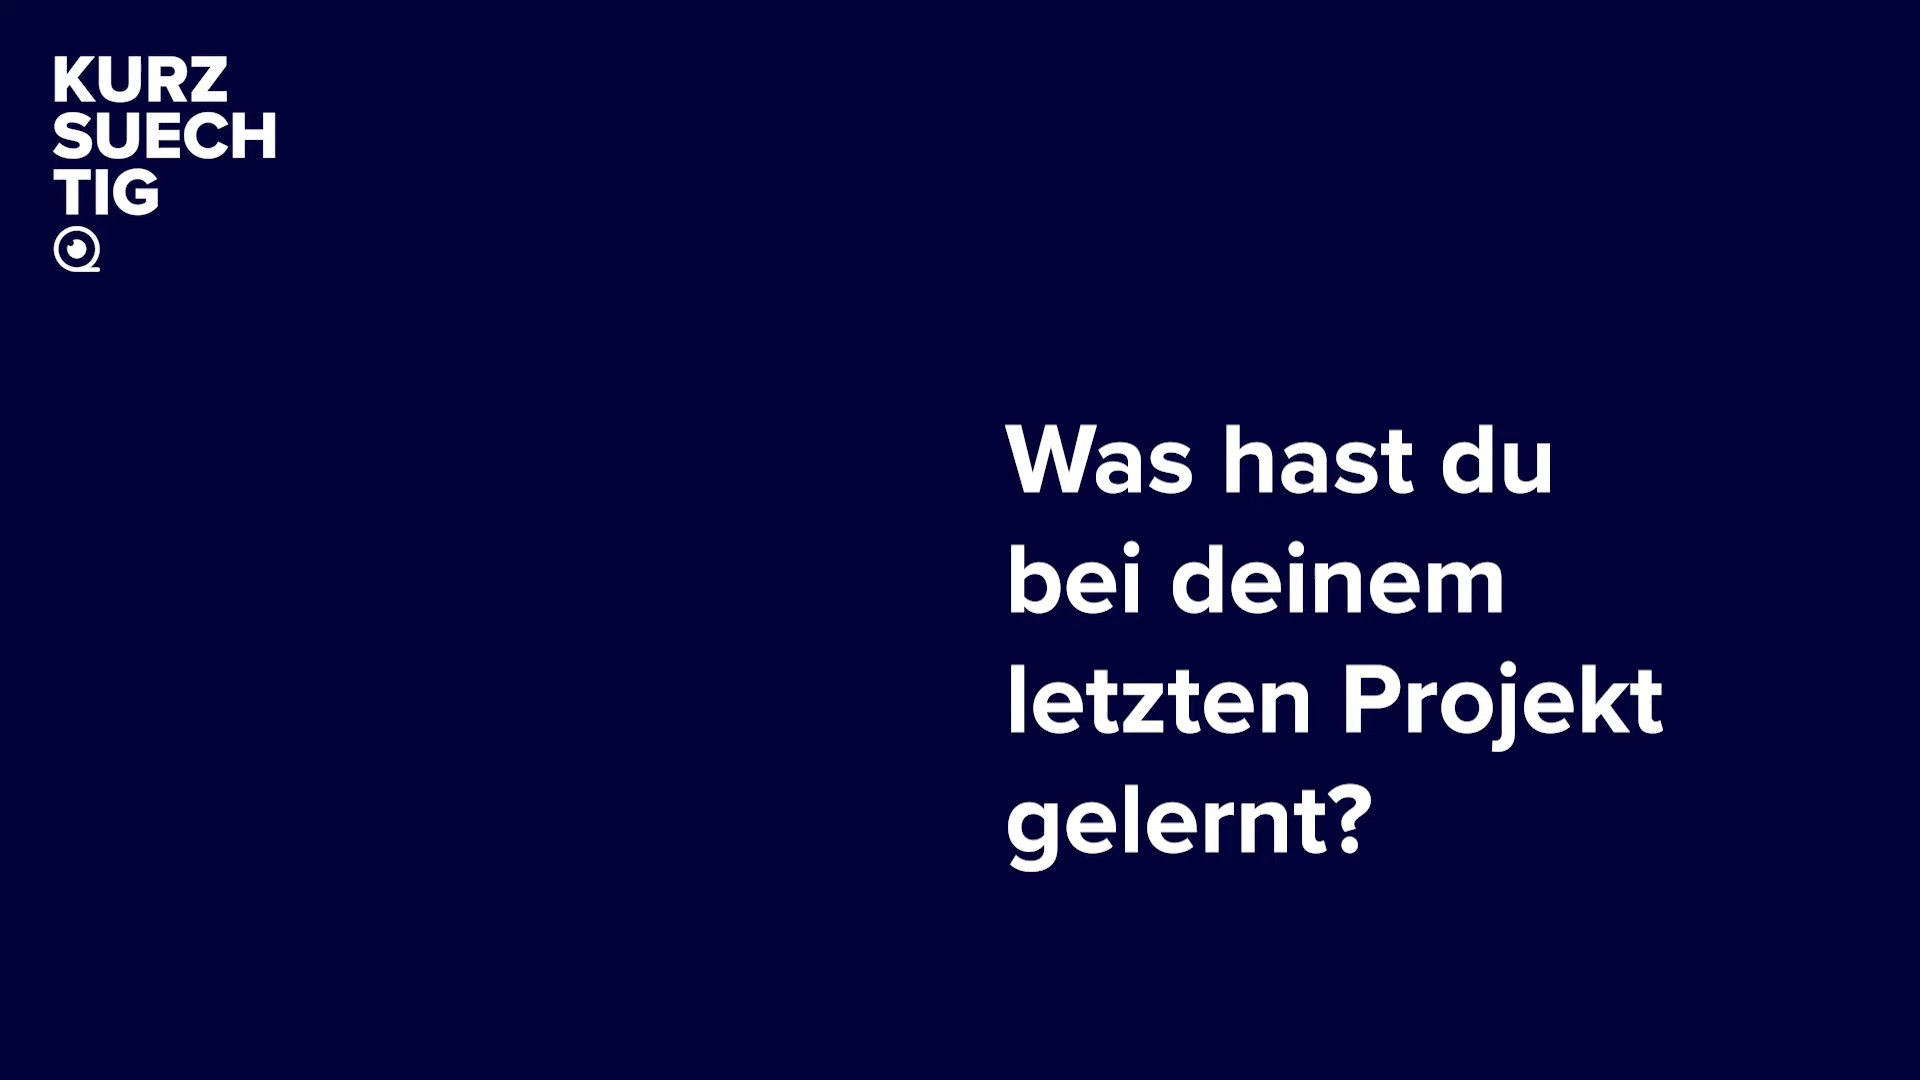 KURZ
SUECH
TIG
Was hast du
bei deinem
letzten Projekt
gelernt?